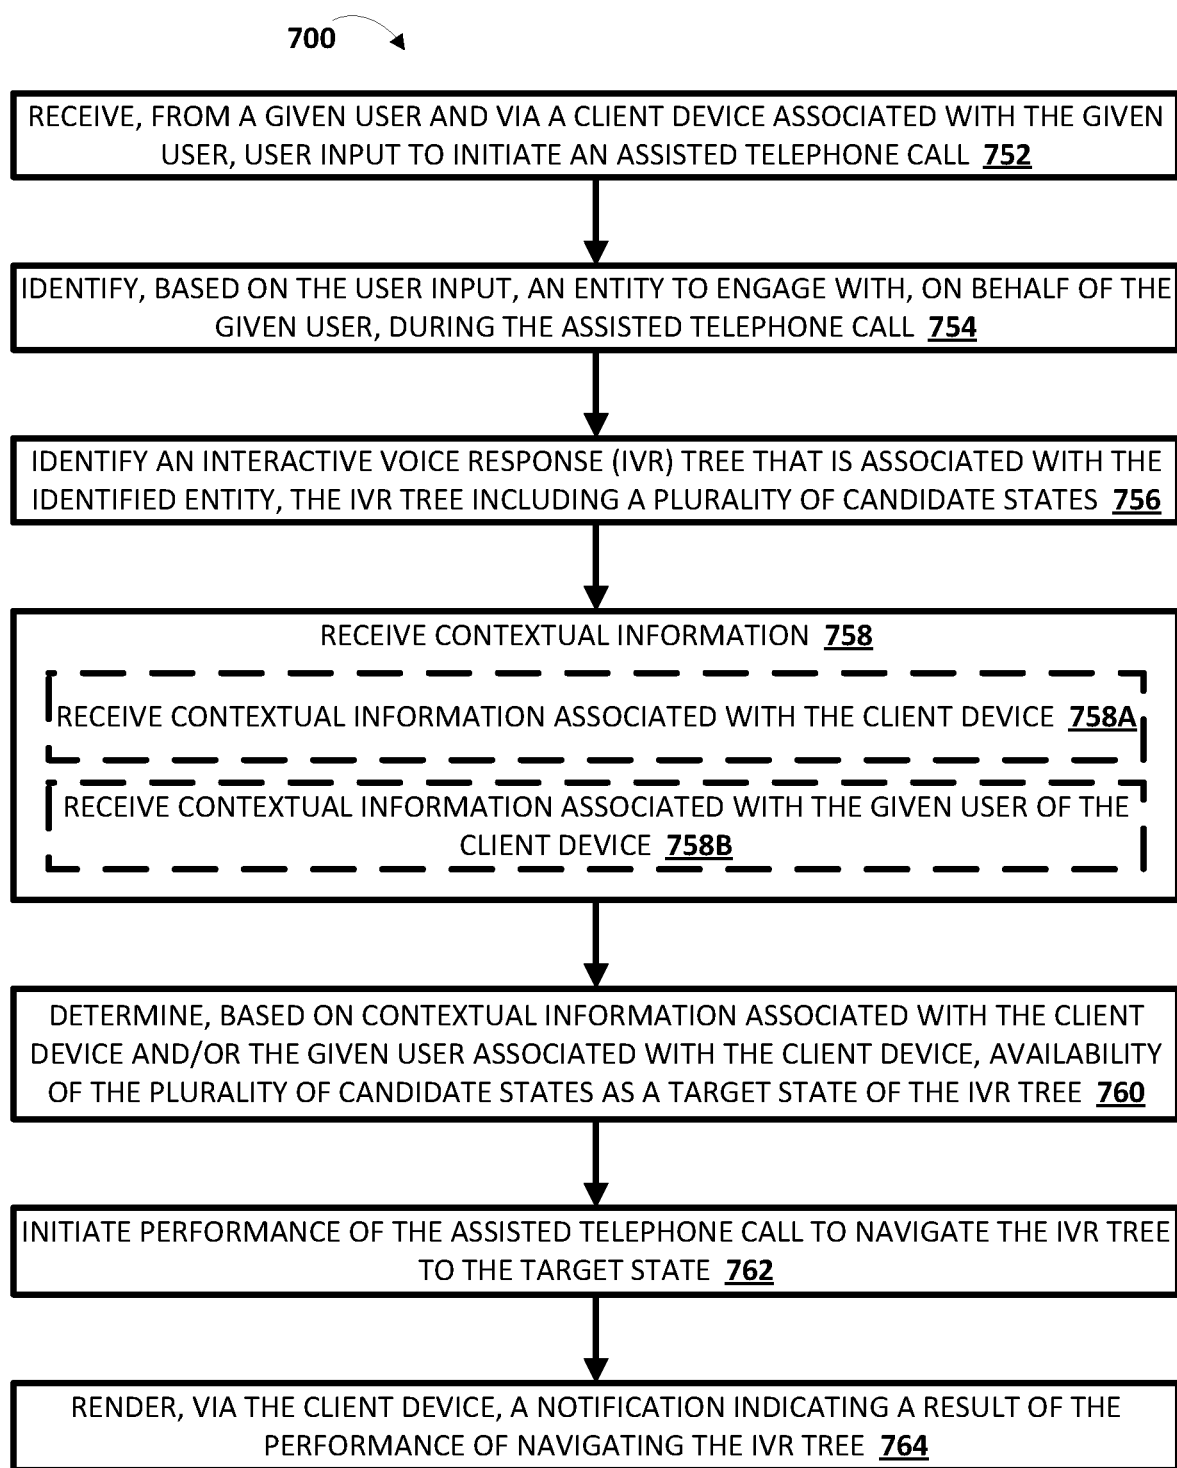 700
RECEIVE, FROM A GIVEN USER AND VIA A CLIENT DEVICE ASSOCIATED WITH THE GIVEN
USER, USER INPUT TO INITIATE AN ASSISTED TELEPHONE CALL 752
IDENTIFY, BASED ON THE USER INPUT, AN ENTITY TO ENGAGE WITH, ON BEHALF OF THE
GIVEN USER, DURING THE ASSISTED TELEPHONE CALL 754
IDENTIFY AN INTERACTIVE VOICE RESPONSE (IVR) TREE THAT IS ASSOCIATED WITH THE
IDENTIFIED ENTITY, THE IVR TREE INCLUDING A PLURALITY OF CANDIDATE STATES 756
RECEIVE CONTEXTUAL INFORMATION 758
RECEIVE CONTEXTUAL INFORMATION ASSOCIATED WITH THE CLIENT DEVICE 758A
RECEIVE CONTEXTUAL INFORMATION ASSOCIATED WITH THE GIVEN USER OF THE
CLIENT DEVICE 758B
DETERMINE, BASED ON CONTEXTUAL INFORMATION ASSOCIATED WITH THE CLIENT
DEVICE AND/OR THE GIVEN USER ASSOCIATED WITH THE CLIENT DEVICE, AVAILABILITY
OF THE PLURALITY OF CANDIDATE STATES AS A TARGET STATE OF THE IVR TREE 760
INITIATE PERFORMANCE OF THE ASSISTED TELEPHONE CALL TO NAVIGATE THE IVR TREE
TO THE TARGET STATE 762
RENDER, VIA THE CLIENT DEVICE, A NOTIFICATION INDICATING A RESULT OF THE
PERFORMANCE OF NAVIGATING THE IVR TREE 764